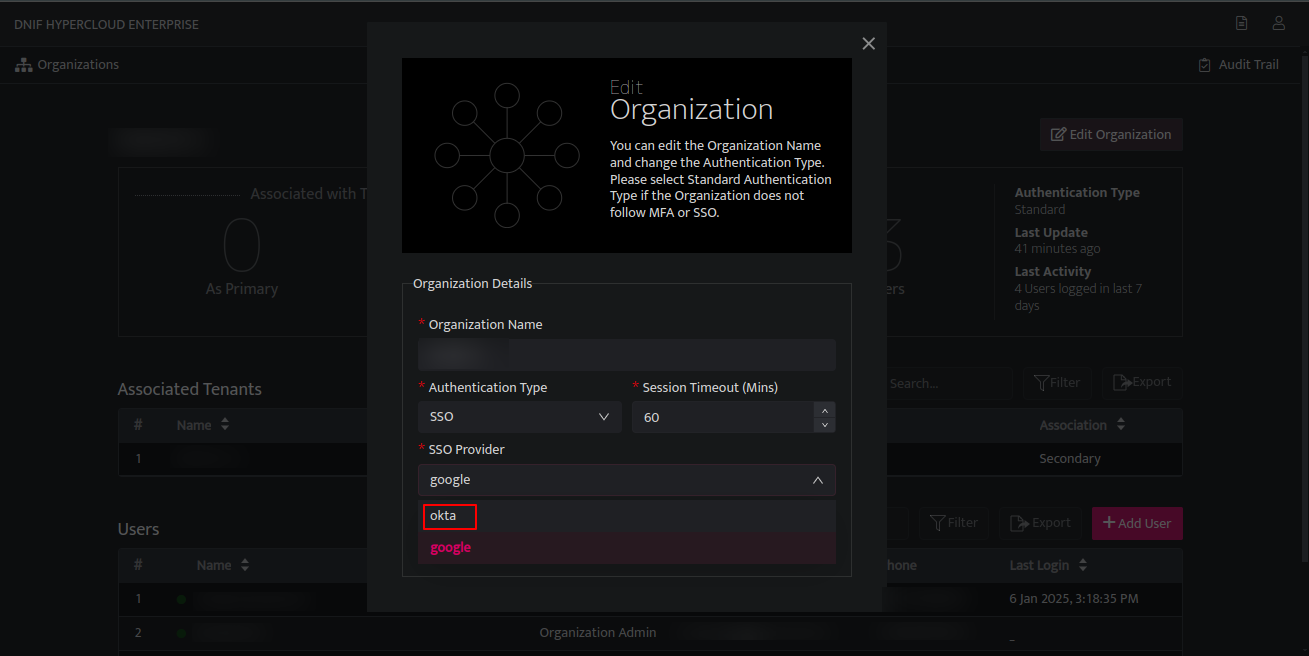 DNIF HYPERCLOUD ENTERPRISE
Organizations
Audit Trail
Edit Organization
Associated with T
0
As Primary
ers
Authentication Type
Standard
Last Update
41 minutes ago
Last Activity
4 Users logged in last 7
days
Edit
Organization
You can edit the Organization Name
and change the Authentication Type.
Please select Standard Authentication
Type if the Organization does not
follow MFA or SSO.
Organization Details
* Organization Name
* Authentication Type
* Session Timeout (Mins)
SSO
60
* SSO Provider
google
okta
google
Associated Tenants
Search...
Filter
Export
# Name
Association
1
Secondary
Users
Filter
Export
+ Add User
# Name
hone
Last Login
1
6 Jan 2025, 3:18:35 PM
2
Organization Admin
_